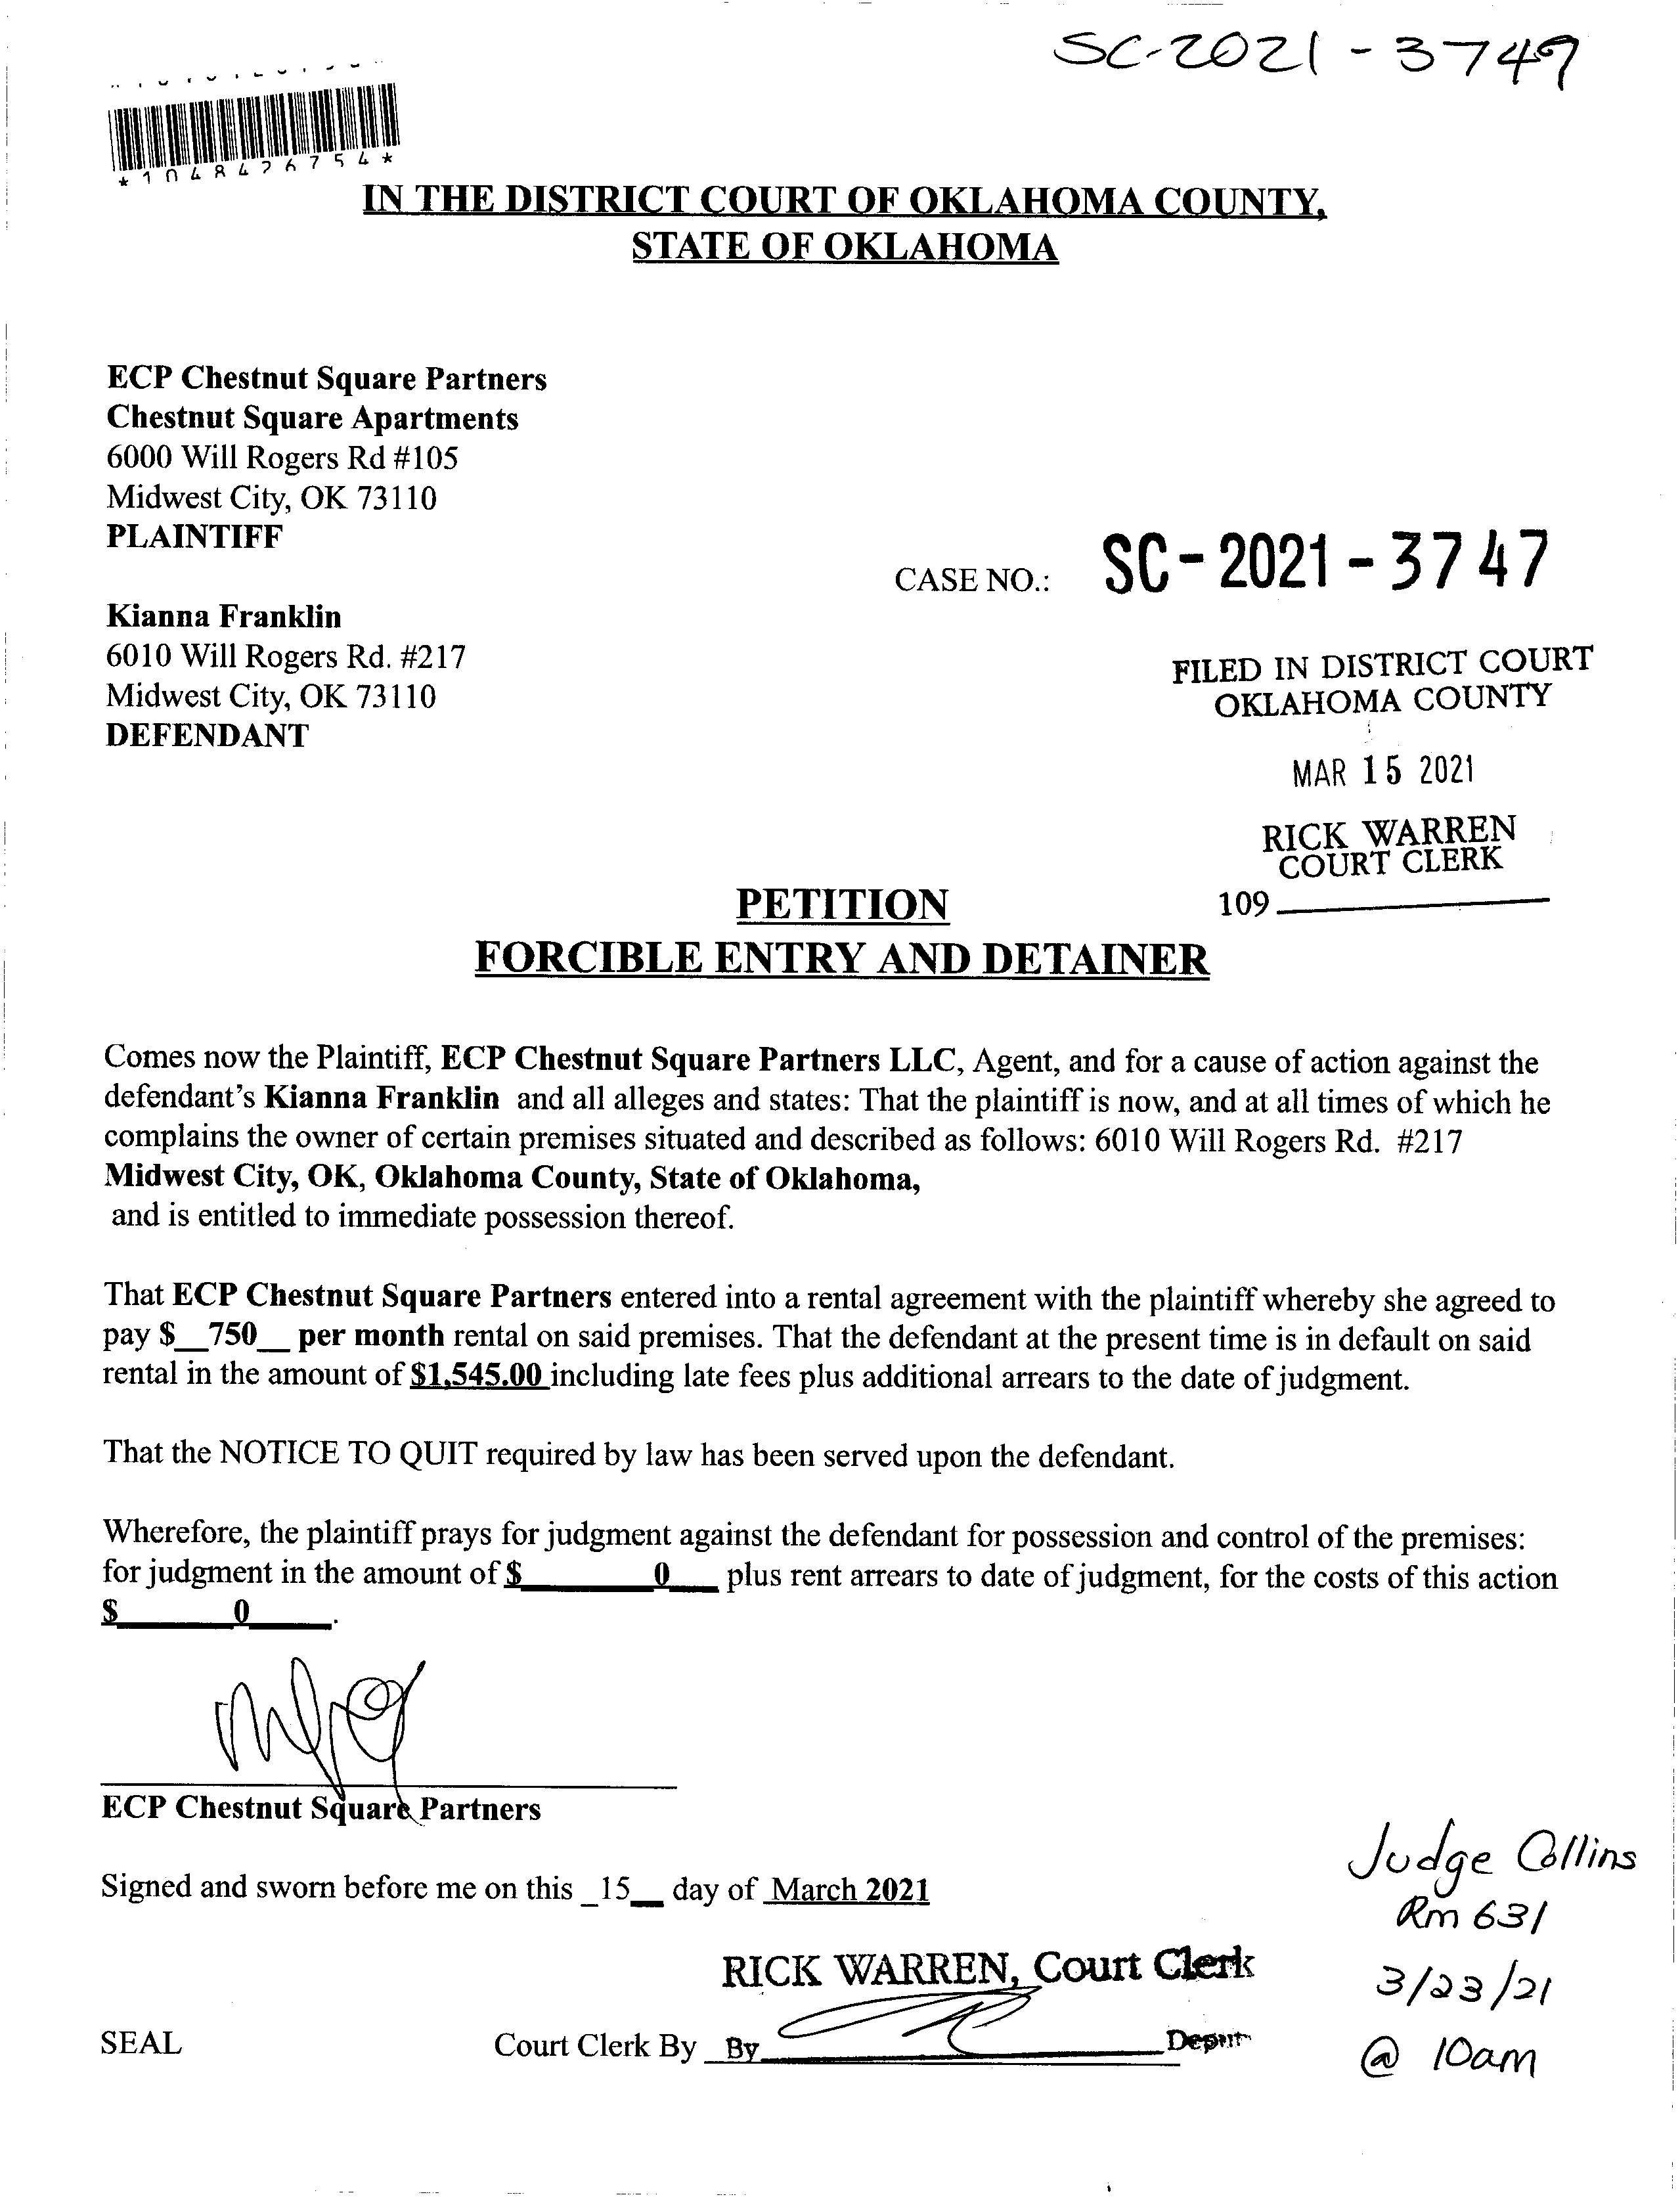 SC-2021-3749
*1048426754*
IN THE DISTRICT COURT OF OKLAHOMA COUNTY,
STATE OF OKLAHOMA
ECP Chestnut Square Partners
Chestnut Square Apartments
6000 Will Rogers Rd #105
Midwest City, OK 73110
PLAINTIFF
CASE NO.: SC-2021-3747
Kianna Franklin
6010 Will Rogers Rd. #217
Midwest City, OK 73110
DEFENDANT
FILED IN DISTRICT COURT
OKLAHOMA COUNTY
MAR 15 2021
RICK WARREN
COURT CLERK
109
PETITION
FORCIBLE ENTRY AND DETAINER
Comes now the Plaintiff, ECP Chestnut Square Partners LLC, Agent, and for a cause of action against the
defendant's Kianna Franklin and all alleges and states: That the plaintiff is now, and at all times of which he
complains the owner of certain premises situated and described as follows: 6010 Will Rogers Rd. #217
Midwest City, OK, Oklahoma County, State of Oklahoma,
and is entitled to immediate possession thereof.
That ECP Chestnut Square Partners entered into a rental agreement with the plaintiff whereby she agreed to
pay $__750__ per month rental on said premises. That the defendant at the present time is in default on said
rental in the amount of $1,545.00 including late fees plus additional arrears to the date of judgment.
That the NOTICE TO QUIT required by law has been served upon the defendant.
Wherefore, the plaintiff prays for judgment against the defendant for possession and control of the premises:
for judgment in the amount of $________0___ plus rent arrears to date of judgment, for the costs of this action
$_______0_____.
ECP Chestnut Square Partners
Signed and sworn before me on this _15__ day of March 2021
Judge Collins
Rm 631
3/23/21
@ 10am
RICK WARREN, Court Clerk
SEAL Court Clerk By By Deput